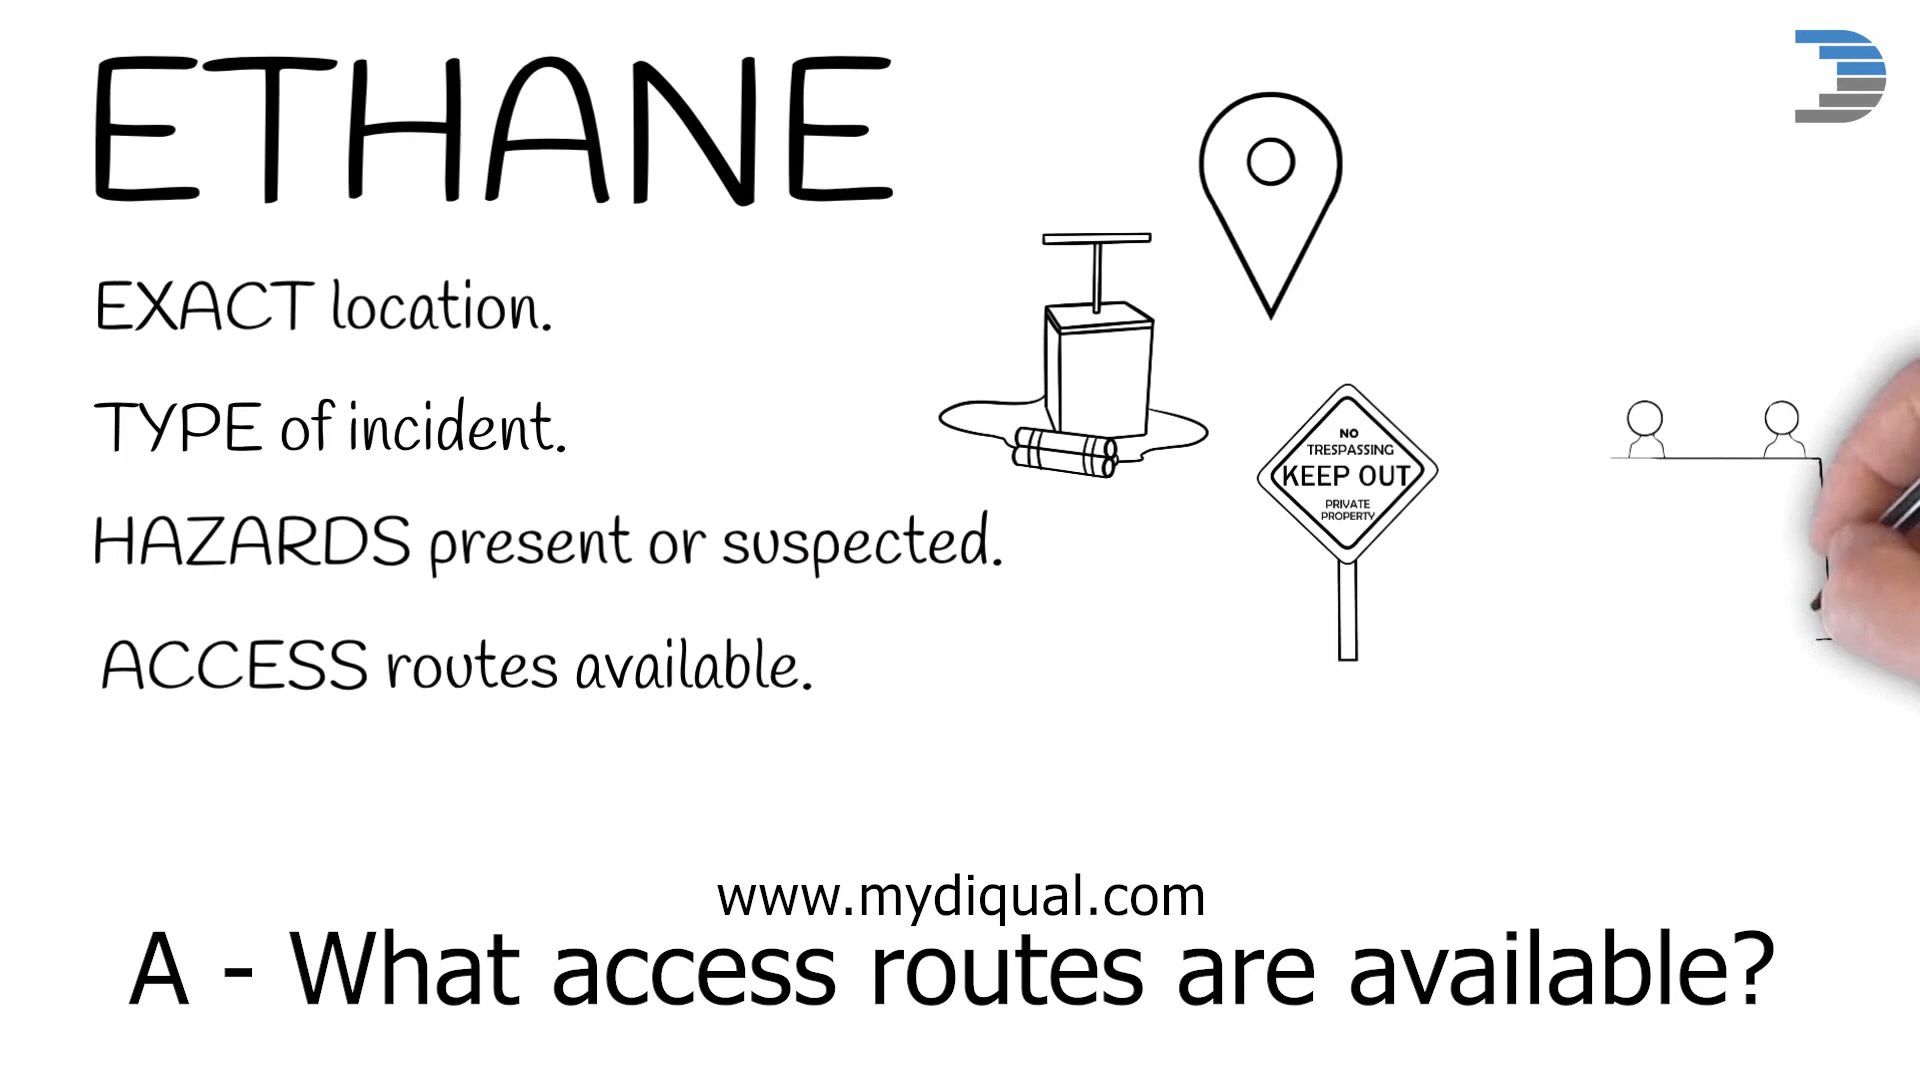 ETHANE
EXACT location.
TYPE of incident.
HAZARDS present or suspected.
ACCESS routes available.
NO
TRESPASSING
KEEP OUT
PRIVATE
PROPERTY
www.mydiqual.com
A - What access routes are available?